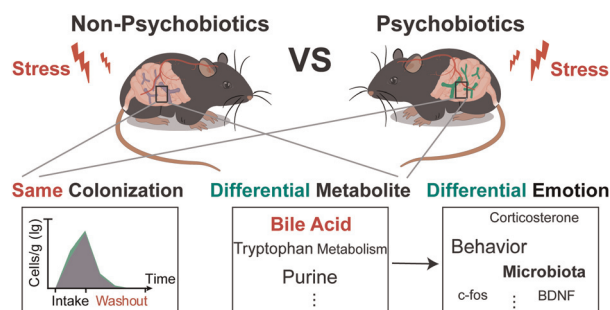 Non-Psychobiotics
Psychobiotics
Stress
VS
Stress
Same Colonization
Cells/g (lg)
Time
Intake Washout
Differential Metabolite
Bile Acid
Tryptophan Metabolism
Purine
⋮
Differential Emotion
Corticosterone
Behavior
Microbiota
c-fos ⋮ BDNF